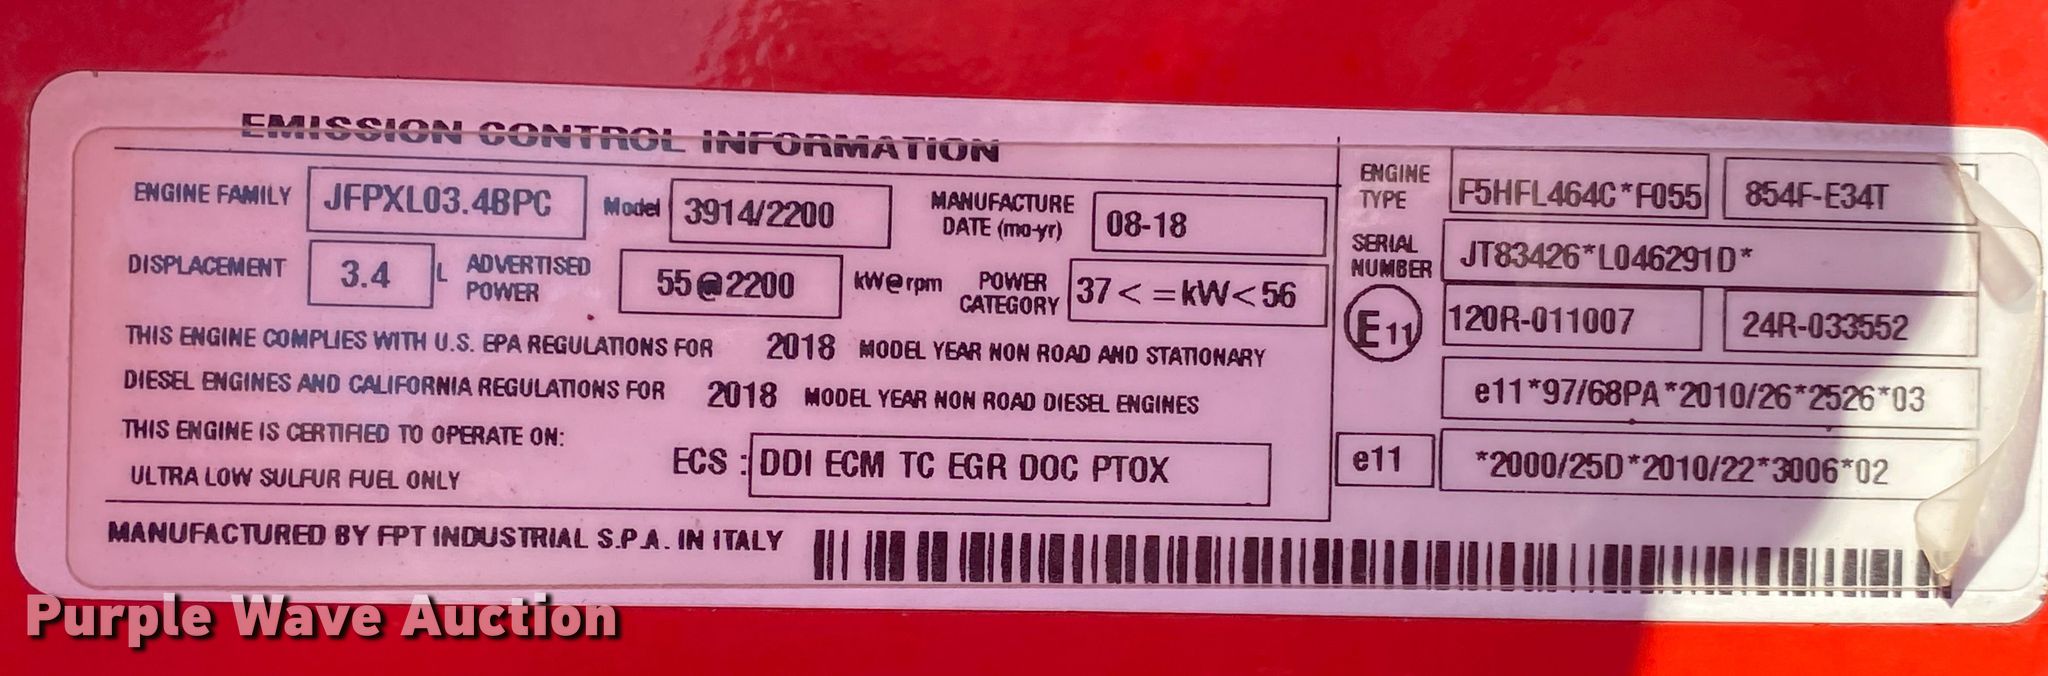 EMISSION CONTROL INFORMATION
ENGINE FAMILY JFPXL03.4BPC Model 3914/2200 MANUFACTURE DATE (mo-yr) 08-18
DISPLACEMENT 3.4 L ADVERTISED POWER 55@2200 kW@rpm POWER CATEGORY 37< =kW<56
THIS ENGINE COMPLIES WITH U.S. EPA REGULATIONS FOR 2018 MODEL YEAR NON ROAD AND STATIONARY
DIESEL ENGINES AND CALIFORNIA REGULATIONS FOR 2018 MODEL YEAR NON ROAD DIESEL ENGINES
THIS ENGINE IS CERTIFIED TO OPERATE ON:
ULTRA LOW SULFUR FUEL ONLY
ECS : DDI ECM TC EGR DOC PTOX
MANUFACTURED BY FPT INDUSTRIAL S.P.A. IN ITALY
ENGINE TYPE F5HFL464C*F055 854F-E34T
SERIAL NUMBER JT83426*L046291D*
E11 120R-011007 24R-033552
e11*97/68PA*2010/26*2526*03
e11 *2000/25D*2010/22*3006*02
Purple Wave Auction